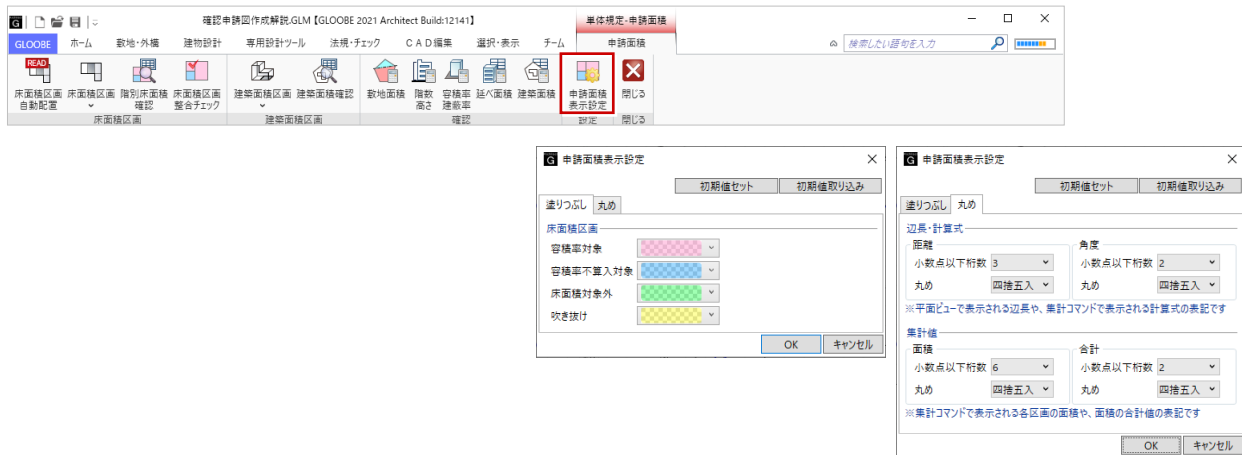 確認申請図作成解説.GLM 【GLOOBE 2021 Architect Build:12141】
単体規定-申請面積
GLOOBE ホーム 敷地・外構 建物設計 専用設計ツール 法規・チェック CAD編集 選択・表示 チーム 申請面積 検索したい語句を入力
READ
床面積区画 自動配置
床面積区画
階別床面積 確認
床面積区画 整合チェック
建築面積区画
建築面積確認
敷地面積
階数 高さ
容積率 建蔽率
延べ面積
建築面積
申請面積 表示設定
閉じる
床面積区画 建築面積区画 確認 設定 閉じる
申請面積表示設定
初期値セット 初期値取り込み
塗りつぶし 丸め
床面積区画
容積率対象
容積率不算入対象
床面積対象外
吹き抜け
OK キャンセル
申請面積表示設定
初期値セット 初期値取り込み
塗りつぶし 丸め
辺長・計算式
距離
小数点以下桁数 3
丸め 四捨五入
角度
小数点以下桁数 2
丸め 四捨五入
※平面ビューで表示される辺長や、集計コマンドで表示される計算式の表記です
集計値
面積
小数点以下桁数 6
丸め 四捨五入
合計
小数点以下桁数 2
丸め 四捨五入
※集計コマンドで表示される各区画の面積や、面積の合計値の表記です
OK キャンセル